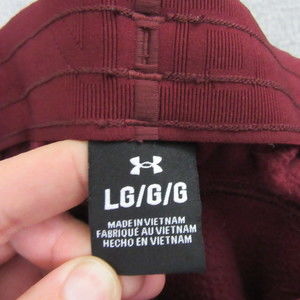 LG/G/G
MADE IN VIETNAM
FABRIQUÉ AU VIETNAM
HECHO EN VIETNAM